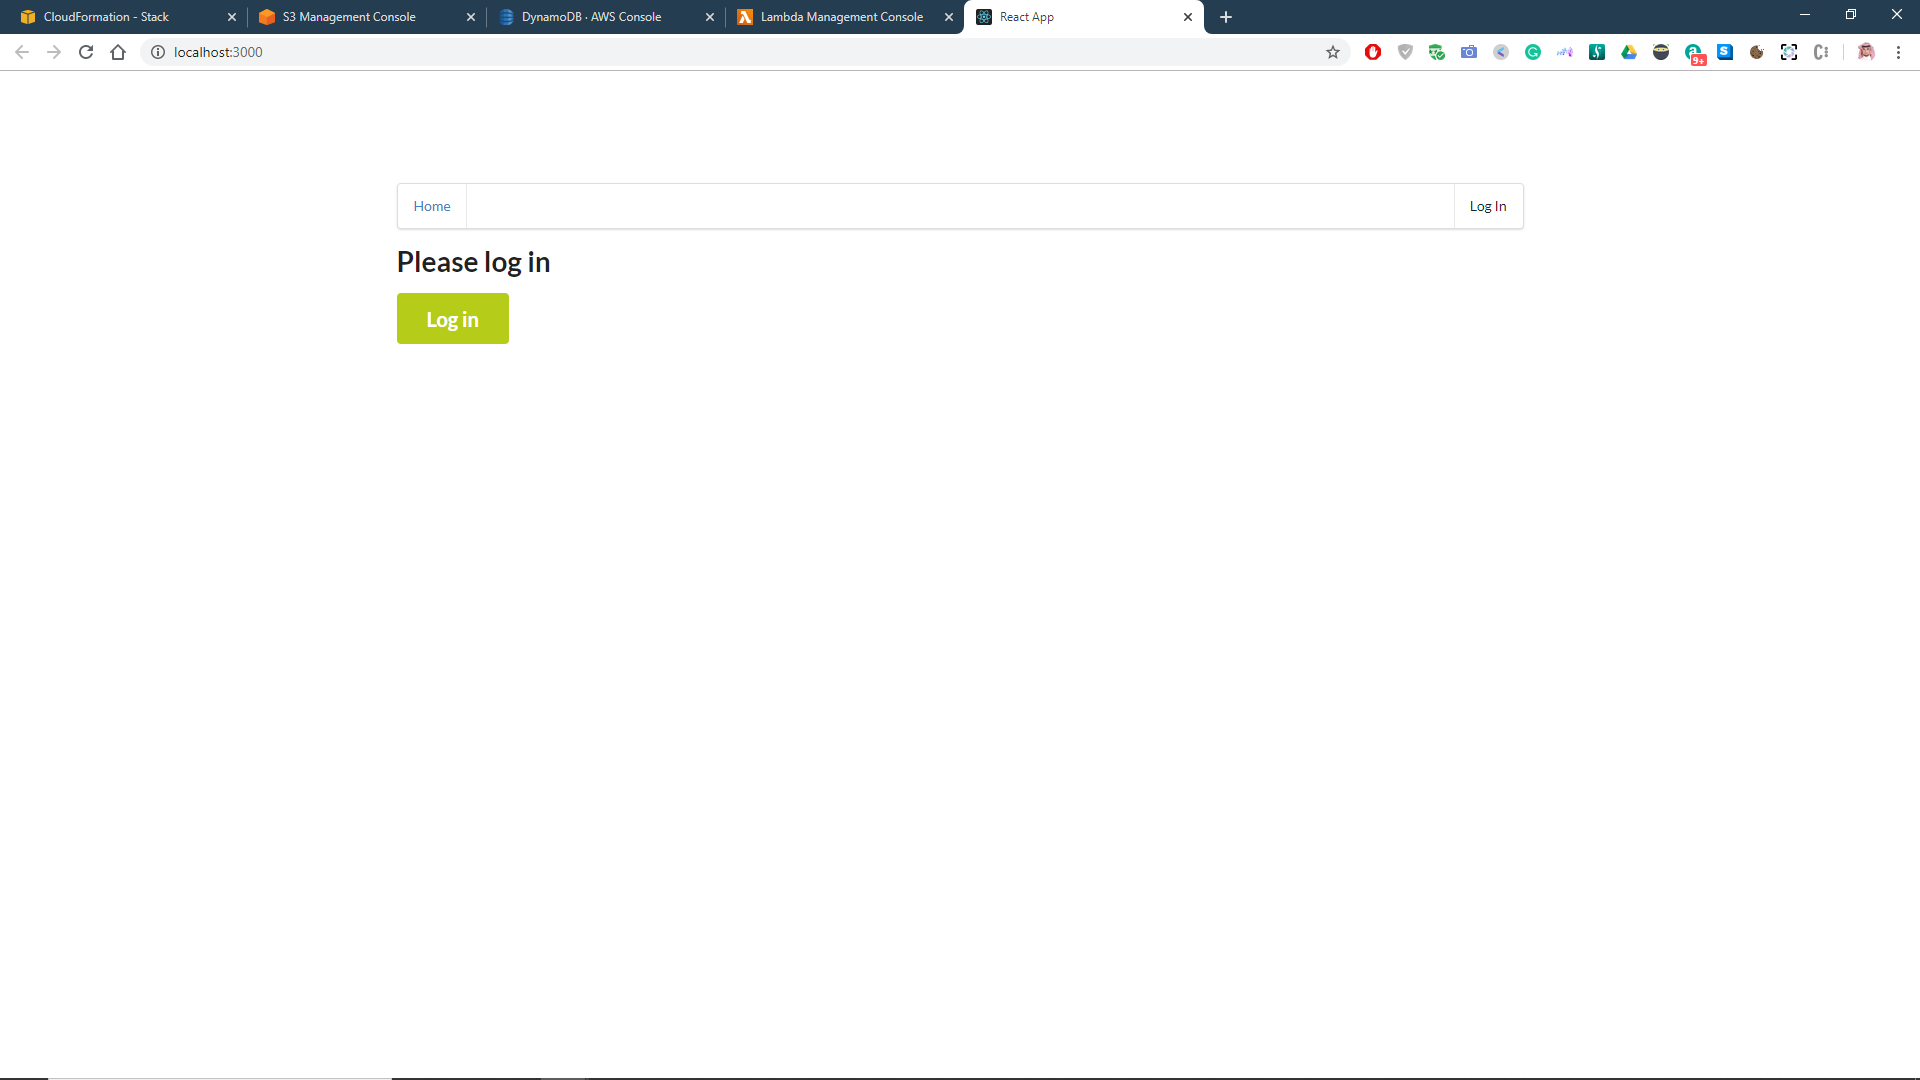 CloudFormation - Stack
S3 Management Console
DynamoDB · AWS Console
Lambda Management Console
React App
localhost:3000
9+
Home
Log In
Please log in
Log in